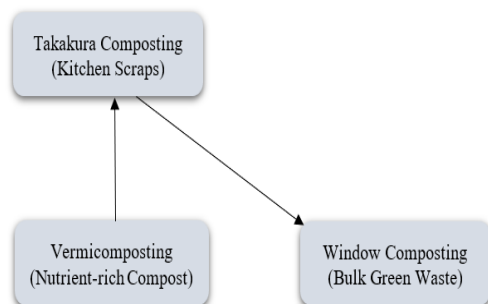 Takakura Composting
(Kitchen Scraps)
Vermicomposting
(Nutrient-rich Compost)
Window Composting
(Bulk Green Waste)